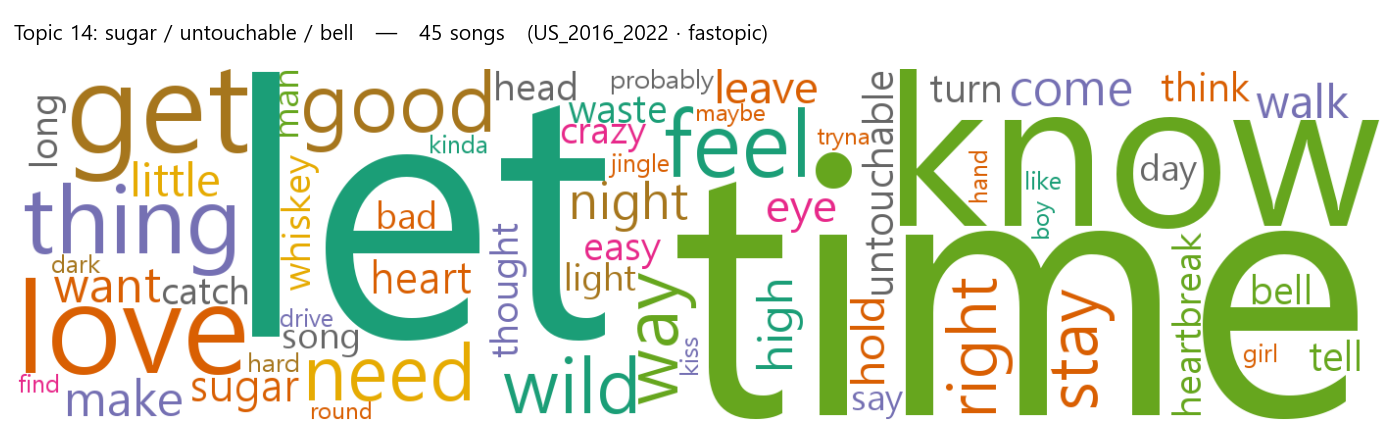 Topic 14: sugar / untouchable / bell — 45 songs (US_2016_2022 · fastopic)
long
get
man
good
head
probably
leave
turn
come
think
walk
waste
maybe
crazy
kinda
jingle
feel
tryna
untouchable
know
hand
like
boy
day
little
thing
whiskey
let
bad
heart
night
eye
easy
light
thought
time
way
high
dark
want
catch
love
drive
song
hard
find
make
sugar
round
need
wild
kiss
hold
say
right
stay
heartbreak
bell
girl
tell